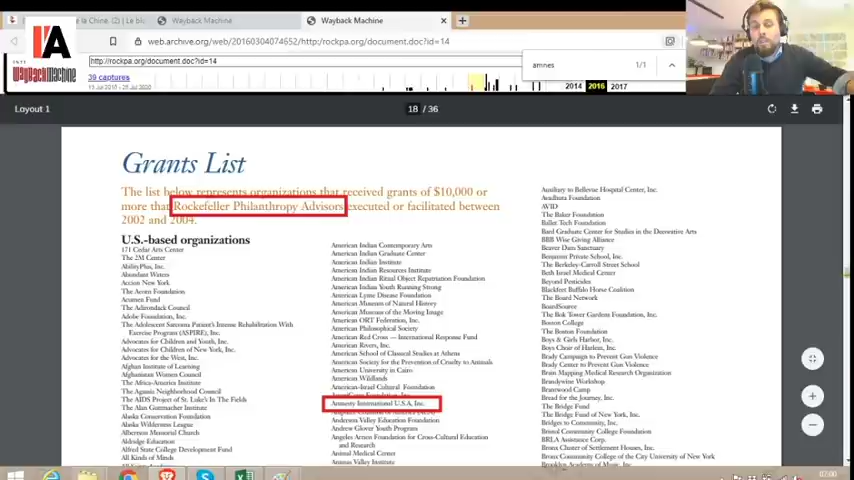 e la Chine. (2) | Le blo
Wayback Machine
Wayback Machine
web.archive.org/web/20160304074652/http:/rockpa.org/document.doc?id=14
IA
WayBackMachine
http://rockpa.org/document.doc?id=14
39 captures
amnes
1/1
2014 2016 2017
Layout 1
18 / 36
Grants List
The list below represents organizations that received grants of $10,000 or
more that Rockefeller Philanthropy Advisors executed or facilitated between
2002 and 2004.
U.S.-based organizations
171 Cedar Arts Center
The 2M Center
AbilityPlus, Inc.
Abundant Waters
Accion New York
The Acorn Foundation
Acumen Fund
The Adirondack Council
Adobe Foundation, Inc.
The Adolescent Sarcoma Patient's Intense Rehabilitation With
Exercise Program (ASPIRE), Inc.
Advocates for Children and Youth, Inc.
Advocates for Children of New York, Inc.
Advocates for the West, Inc.
Afghan Institute of Learning
Afghanistan Women Council
The Africa-America Institute
The Agassiz Neighborhood Council
The AIDS Project of St. Luke's In The Fields
The Alan Guttmacher Institute
Alaska Conservation Foundation
Alaska Wilderness League
Albermarle Memorial Church
Aldridge Education
Alfred State College Development Fund
All Kinds of Minds
American Indian Contemporary Arts
American Indian Graduate Center
American Indian Institute
American Indian Resources Institute
American Indian Ritual Object Repatriation Foundation
American Indian Youth Running Strong
American Lyme Disease Foundation
American Museum of Natural History
American Museum of the Moving Image
American ORT Federation, Inc.
American Philosophical Society
American Red Cross — International Response Fund
American Rivers, Inc.
American School of Classical Studies at Athens
American Society for the Prevention of Cruelty to Animals
American University in Cairo
American Wildlands
American-Israel Cultural Foundation
AmeriCares Foundation, Inc.
Amnesty International U.S.A., Inc.
Anderson Valley Education Foundation
Andrew Glover Youth Program
Angeles Arrien Foundation for Cross-Cultural Education
and Research
Animal Medical Center
Anton Valley Institute
Auxiliary to Bellevue Hospital Center, Inc.
Avadhuta Foundation
AVID
The Baker Foundation
Ballet Tech Foundation
Bard Graduate Center for Studies in the Decorative Arts
BBB Wise Giving Alliance
Beaver Dam Sanctuary
Benjamin Private School, Inc.
The Berkeley-Carroll Street School
Beth Israel Medical Center
Beyond Pesticides
Blackfeet Buffalo Horse Coalition
The Board Network
BoardSource
The Bok Tower Gardens Foundation, Inc.
Boston College
The Boston Foundation
Boys & Girls Harbor, Inc.
Boys Choir of Harlem, Inc.
Brady Campaign to Prevent Gun Violence
Brady Center to Prevent Gun Violence
Brain Mapping Medical Research Organization
Brandywine Workshop
Brantwood Camp
Bread for the Journey, Inc.
The Bridge Fund
The Bridge Fund of New York, Inc.
Bridges to Community, Inc.
Bristol Community College Foundation
BRLA Assistance Corp.
Bronx Cluster of Settlement Houses, Inc.
Bronx Community College of the City University of New York
07:00